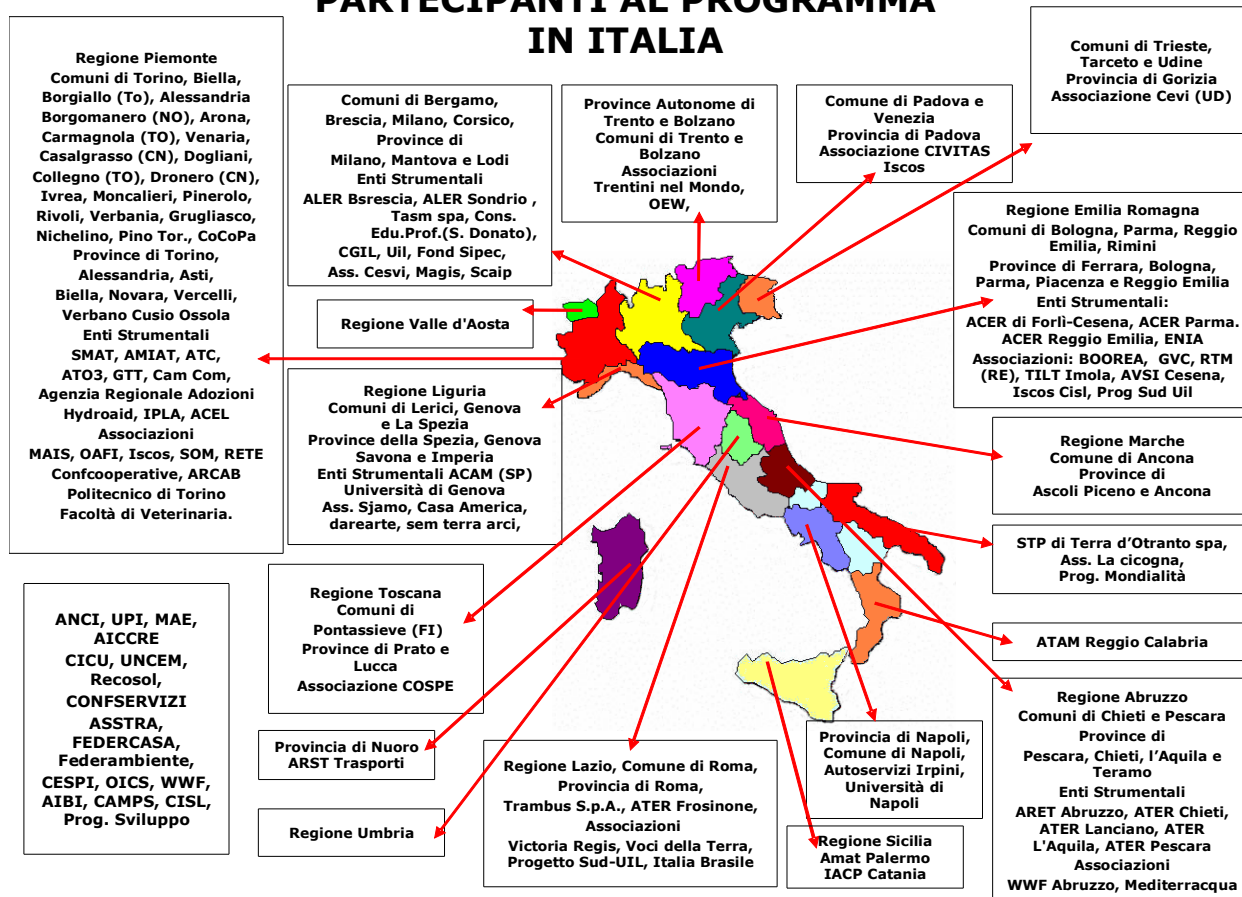 PARTECIPANTI AL PROGRAMMA
IN ITALIA
Regione Piemonte
Comuni di Torino, Biella,
Borgiallo (To), Alessandria
Borgomanero (NO), Arona,
Carmagnola (TO), Venaria,
Casalgrasso (CN), Dogliani,
Collegno (TO), Dronero (CN),
Ivrea, Moncalieri, Pinerolo,
Rivoli, Verbania, Grugliasco,
Nichelino, Pino Tor., CoCoPa
Province di Torino,
Alessandria, Asti,
Biella, Novara, Vercelli,
Verbano Cusio Ossola
Enti Strumentali
SMAT, AMIAT, ATC,
ATO3, GTT, Cam Com,
Agenzia Regionale Adozioni
Hydroaid, IPLA, ACEL
Associazioni
MAIS, OAFI, Iscos, SOM, RETE
Confcooperative, ARCAB
Politecnico di Torino
Facoltà di Veterinaria.
Comuni di Bergamo,
Brescia, Milano, Corsico,
Province di
Milano, Mantova e Lodi
Enti Strumentali
ALER Bsrescia, ALER Sondrio ,
Tasm spa, Cons.
Edu.Prof.(S. Donato),
CGIL, Uil, Fond Sipec,
Ass. Cesvi, Magis, Scaip
Province Autonome di
Trento e Bolzano
Comuni di Trento e
Bolzano
Associazioni
Trentini nel Mondo,
OEW,
Comune di Padova e
Venezia
Provincia di Padova
Associazione CIVITAS
Iscos
Comuni di Trieste,
Tarceto e Udine
Provincia di Gorizia
Associazione Cevi (UD)
Regione Emilia Romagna
Comuni di Bologna, Parma, Reggio
Emilia, Rimini
Province di Ferrara, Bologna,
Parma, Piacenza e Reggio Emilia
Enti Strumentali:
ACER di Forlì-Cesena, ACER Parma.
ACER Reggio Emilia, ENIA
Associazioni: BOOREA, GVC, RTM
(RE), TILT Imola, AVSI Cesena,
Iscos Cisl, Prog Sud Uil
Regione Valle d'Aosta
Regione Liguria
Comuni di Lerici, Genova
e La Spezia
Province della Spezia, Genova
Savona e Imperia
Enti Strumentali ACAM (SP)
Università di Genova
Ass. Sjamo, Casa America,
darearte, sem terra arci,
Regione Marche
Comune di Ancona
Province di
Ascoli Piceno e Ancona
STP di Terra d'Otranto spa,
Ass. La cicogna,
Prog. Mondialità
ATAM Reggio Calabria
Regione Toscana
Comuni di
Pontassieve (FI)
Province di Prato e
Lucca
Associazione COSPE
ANCI, UPI, MAE,
AICCRE
CICU, UNCEM,
Recosol,
CONFSERVIZI
ASSTRA,
FEDERCASA,
Federambiente,
CESPI, OICS, WWF,
AIBI, CAMPS, CISL,
Prog. Sviluppo
Provincia di Nuoro
ARST Trasporti
Regione Umbria
Regione Lazio, Comune di Roma,
Provincia di Roma,
Trambus S.p.A., ATER Frosinone,
Associazioni
Victoria Regis, Voci della Terra,
Progetto Sud-UIL, Italia Brasile
Provincia di Napoli,
Comune di Napoli,
Autoservizi Irpini,
Università di
Napoli
Regione Sicilia
Amat Palermo
IACP Catania
Regione Abruzzo
Comuni di Chieti e Pescara
Province di
Pescara, Chieti, l'Aquila e
Teramo
Enti Strumentali
ARET Abruzzo, ATER Chieti,
ATER Lanciano, ATER
L'Aquila, ATER Pescara
Associazioni
WWF Abruzzo, Mediterracqua